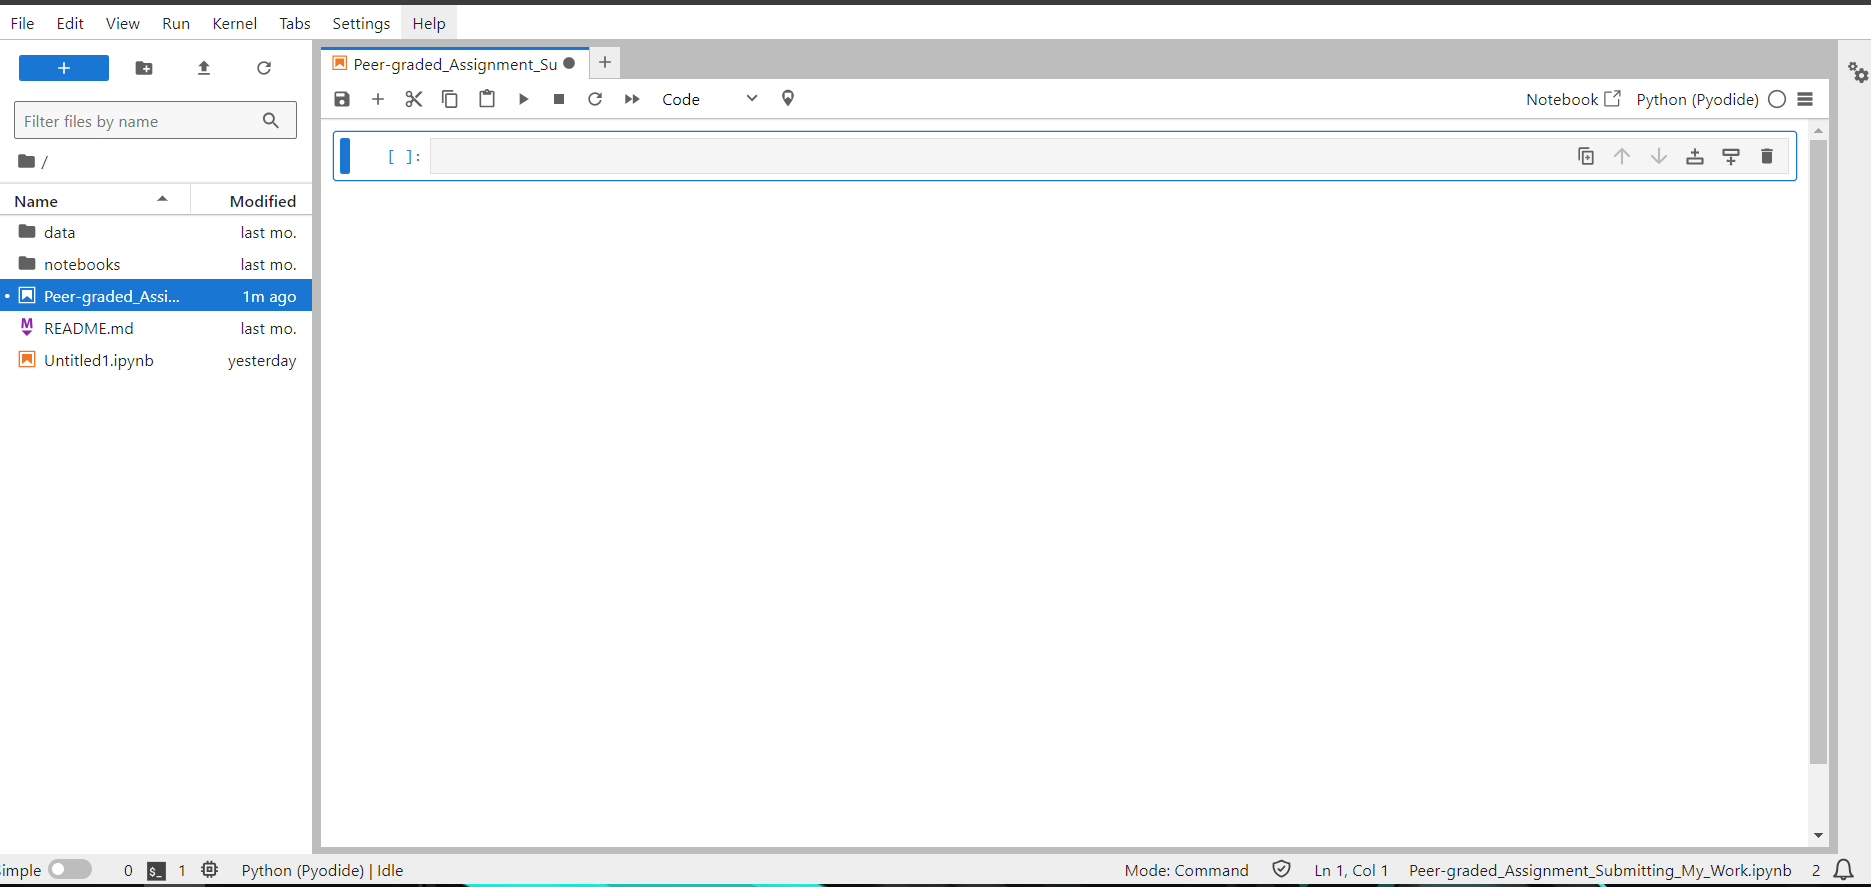 File Edit View Run Kernel Tabs Settings Help
Peer-graded_Assignment_Su
Code
Notebook Python (Pyodide)
Filter files by name
/
Name Modified
data last mo.
notebooks last mo.
Peer-graded_Assi... 1m ago
README.md last mo.
Untitled1.ipynb yesterday
[ ]:
imple 0 $_ 1 Python (Pyodide) | Idle Mode: Command Ln 1, Col 1 Peer-graded_Assignment_Submitting_My_Work.ipynb 2